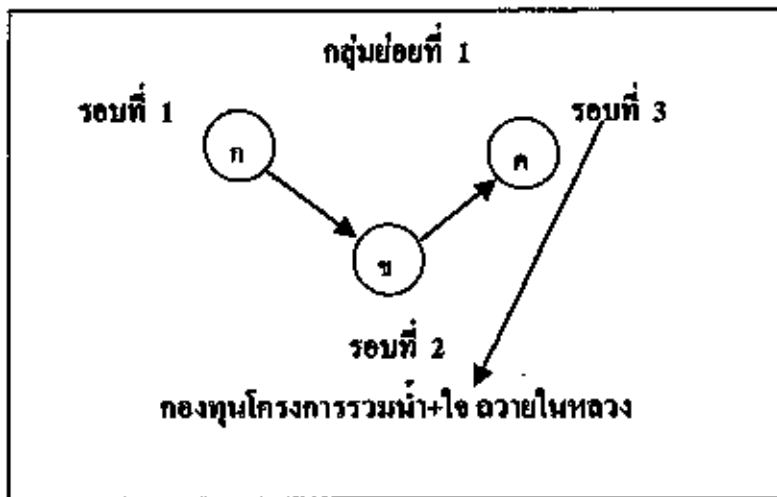 กลุ่มย่อยที่ 1
รอบที่ 1
รอบที่ 3
ก
ค
ข
รอบที่ 2
กองทุนโครงการรวมน้ำ+ใจ ถวายในหลวง